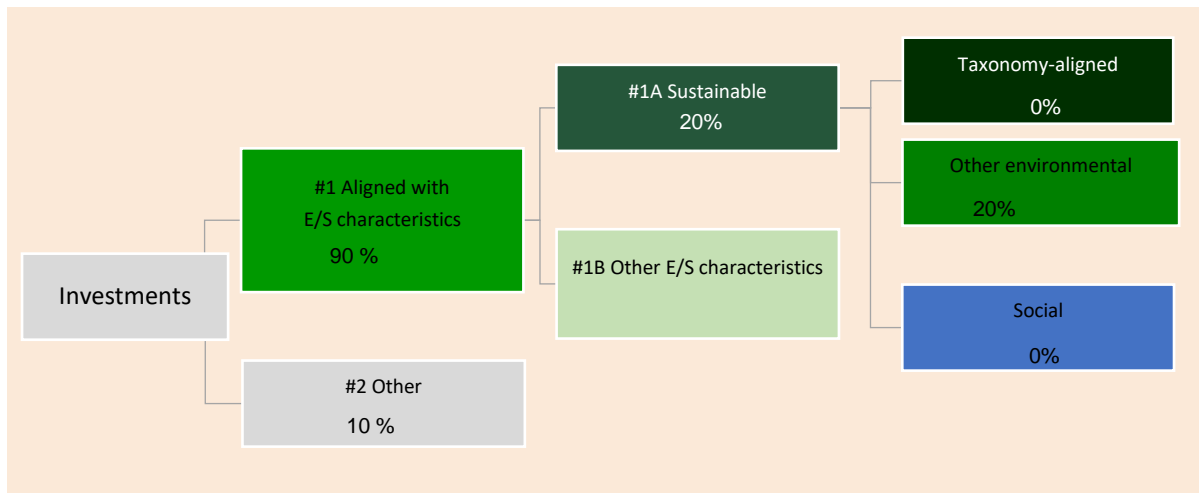 Investments
#1 Aligned with
E/S characteristics
90 %
#2 Other
10 %
#1A Sustainable
20%
#1B Other E/S characteristics
Taxonomy-aligned
0%
Other environmental
20%
Social
0%